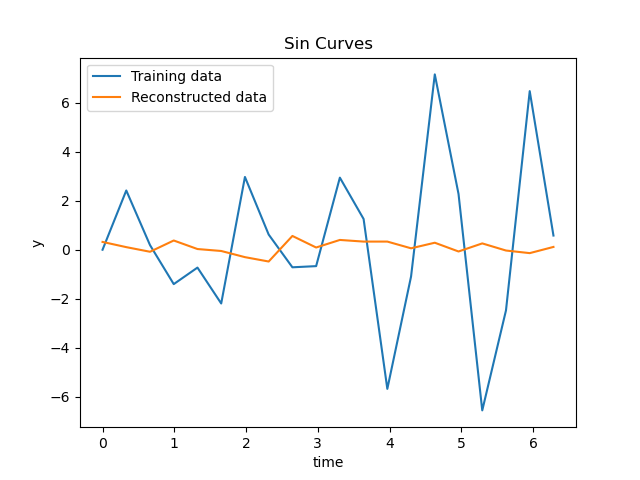 Sin Curves
Training data
Reconstructed data
6
4
2
0
−2
−4
−6
y
0 1 2 3 4 5 6
time